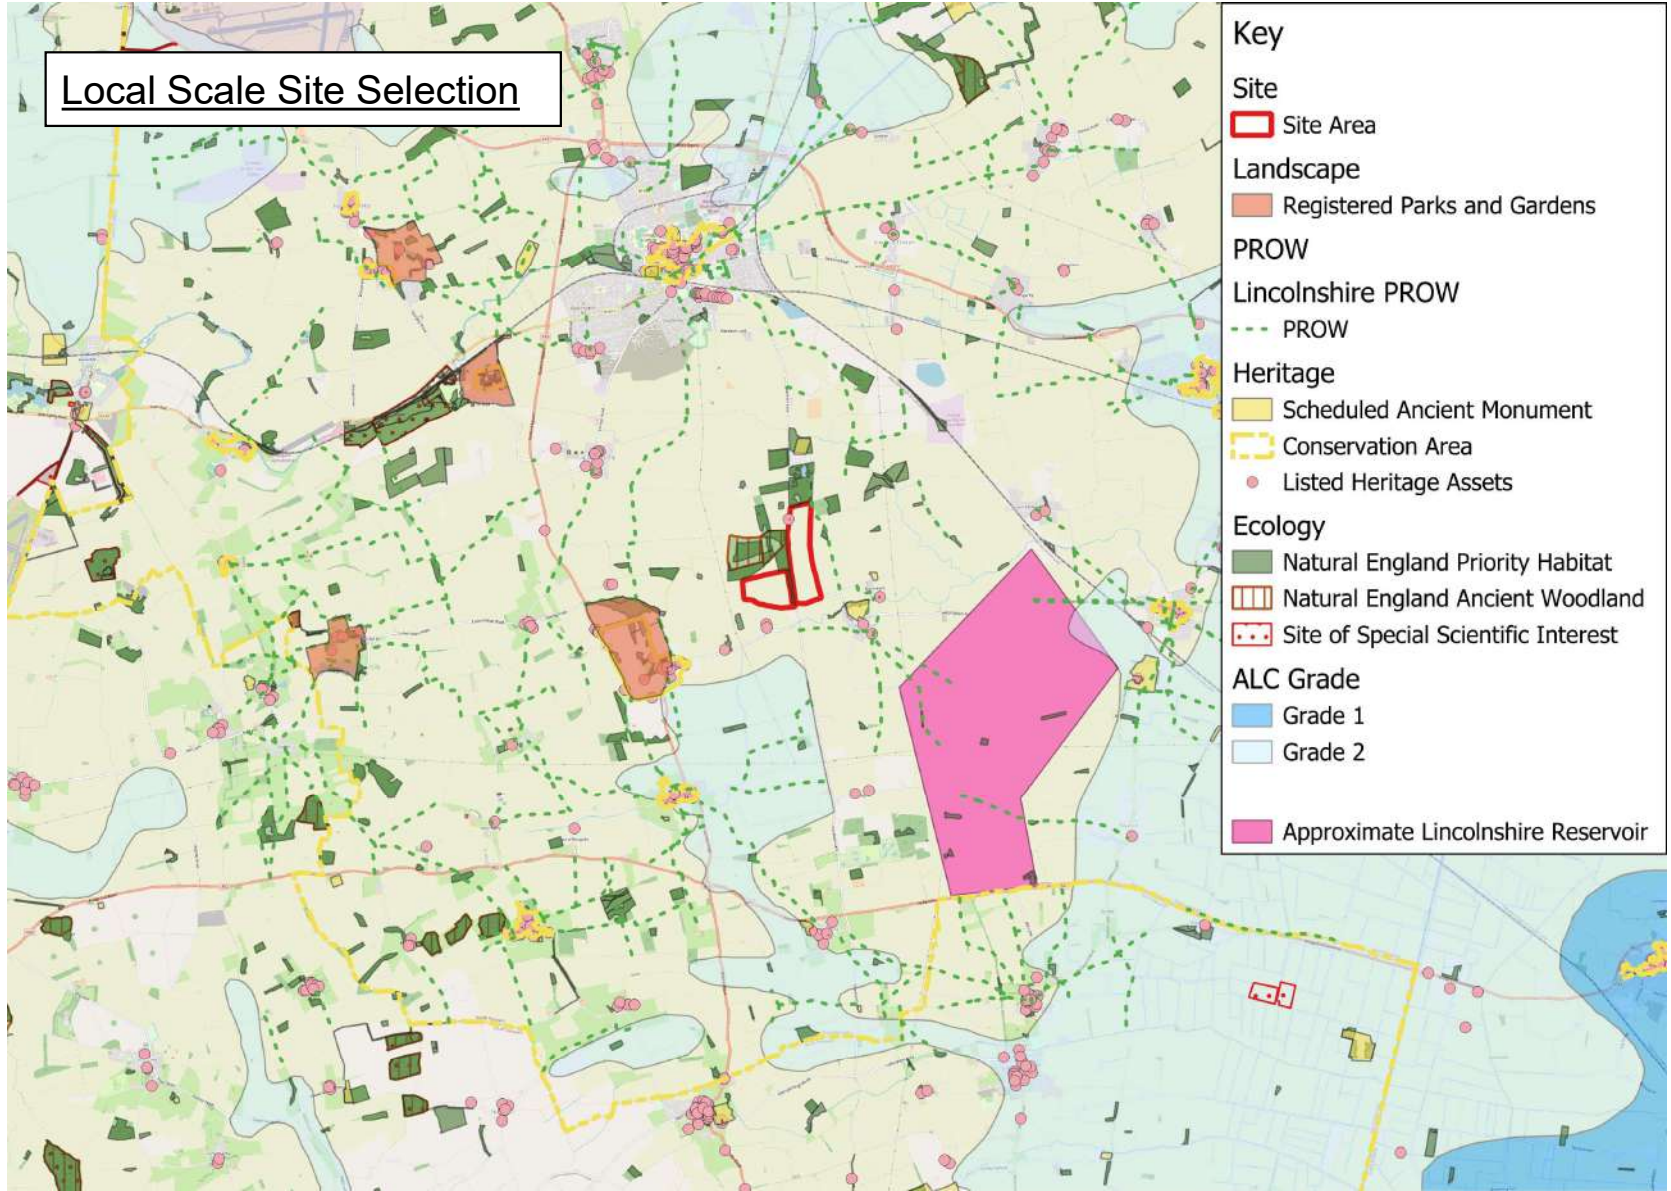 Local Scale Site Selection
Key
Site
Site Area
Landscape
Registered Parks and Gardens
PROW
Lincolnshire PROW
PROW
Heritage
Scheduled Ancient Monument
Conservation Area
Listed Heritage Assets
Ecology
Natural England Priority Habitat
Natural England Ancient Woodland
Site of Special Scientific Interest
ALC Grade
Grade 1
Grade 2
Approximate Lincolnshire Reservoir